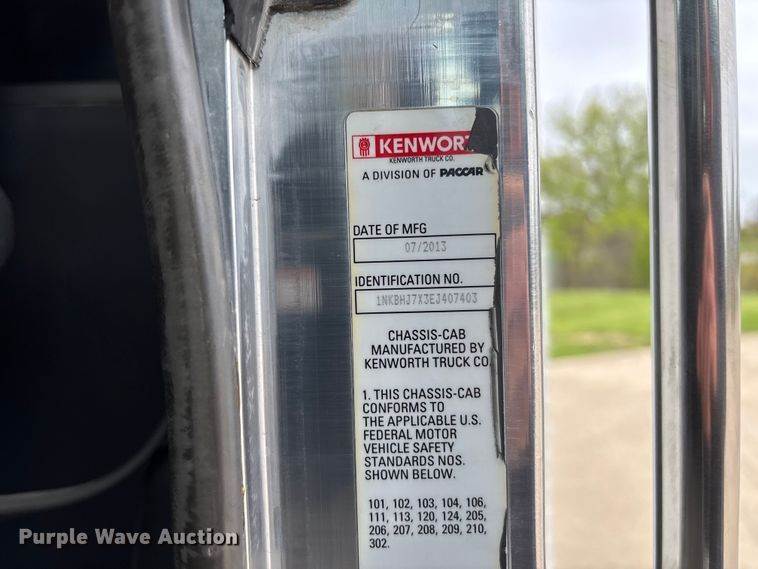 KENWORT
KENWORTH TRUCK CO.
A DIVISION OF PACCAR
DATE OF MFG
07/2013
IDENTIFICATION NO.
1NKBHJ7X3EJ407403
CHASSIS-CAB
MANUFACTURED BY
KENWORTH TRUCK CO
1. THIS CHASSIS-CAB
CONFORMS TO
THE APPLICABLE U.S.
FEDERAL MOTOR
VEHICLE SAFETY
STANDARDS NOS.
SHOWN BELOW.
101, 102, 103, 104, 106,
111, 113, 120, 124, 205,
206, 207, 208, 209, 210,
302.
Purple Wave Auction®